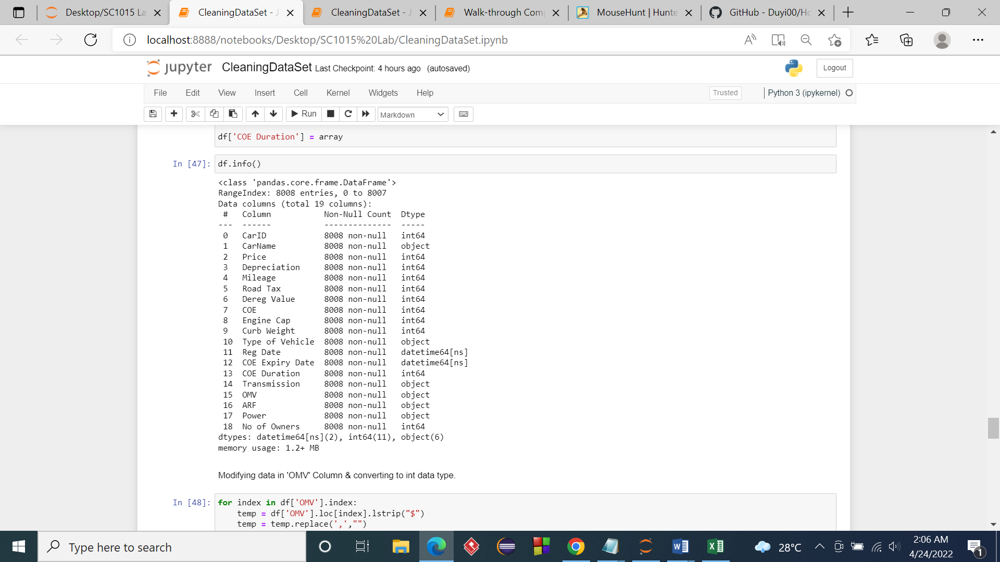 Desktop/SC1015 La
CleaningDataSet - J
CleaningDataSet - J
Walk-through Com
MouseHunt | Hunte
GitHub - Duyi00/Ho
localhost:8888/notebooks/Desktop/SC1015%20Lab/CleaningDataSet.ipynb
jupyter CleaningDataSet Last Checkpoint: 4 hours ago (autosaved)
Logout
File Edit View Insert Cell Kernel Widgets Help
Trusted
Python 3 (ipykernel)
Run
Markdown
df['COE Duration'] = array
In [47]: df.info()
<class 'pandas.core.frame.DataFrame'>
RangeIndex: 8008 entries, 0 to 8007
Data columns (total 19 columns):
 #   Column           Non-Null Count  Dtype
---  ------           --------------  -----
 0   CarID            8008 non-null   int64
 1   CarName          8008 non-null   object
 2   Price            8008 non-null   int64
 3   Depreciation     8008 non-null   int64
 4   Mileage          8008 non-null   int64
 5   Road Tax         8008 non-null   int64
 6   Dereg Value      8008 non-null   int64
 7   COE              8008 non-null   int64
 8   Engine Cap       8008 non-null   int64
 9   Curb Weight      8008 non-null   int64
 10  Type of Vehicle  8008 non-null   object
 11  Reg Date         8008 non-null   datetime64[ns]
 12  COE Expiry Date  8008 non-null   datetime64[ns]
 13  COE Duration     8008 non-null   int64
 14  Transmission     8008 non-null   object
 15  OMV              8008 non-null   object
 16  ARF              8008 non-null   object
 17  Power            8008 non-null   object
 18  No of Owners     8008 non-null   int64
dtypes: datetime64[ns](2), int64(11), object(6)
memory usage: 1.2+ MB
Modifying data in 'OMV' Column & converting to int data type.
In [48]: for index in df['OMV'].index:
    temp = df['OMV'].loc[index].lstrip("$")
    temp = temp.replace(',',"")
Type here to search
28°C
2:06 AM
4/24/2022
1